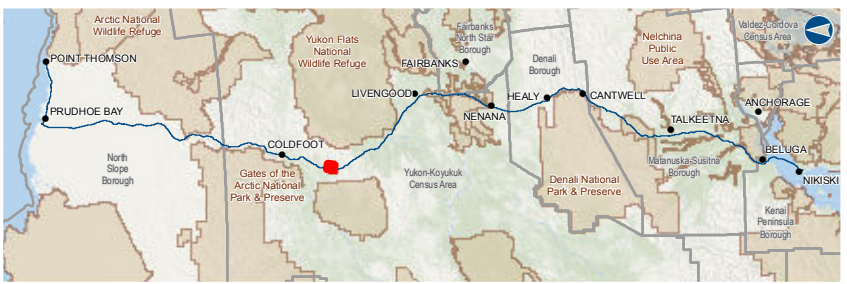 Arctic National
Wildlife Refuge
POINT THOMSON
PRUDHOE BAY
North
Slope
Borough
COLDFOOT
Gates of the
Arctic National
Park & Preserve
Yukon Flats
National
Wildlife Refuge
Fairbanks
North Star
Borough
FAIRBANKS
LIVENGOOD
NENANA
Yukon-Koyukuk
Census Area
Denali
Borough
HEALY
CANTWELL
Denali National
Park & Preserve
Nelchina
Public
Use Area
TALKEETNA
Matanuska-Susitna
Borough
Valdez-Cordova
Census Area
ANCHORAGE
BELUGA
NIKISKI
Kenai
Peninsula
Borough